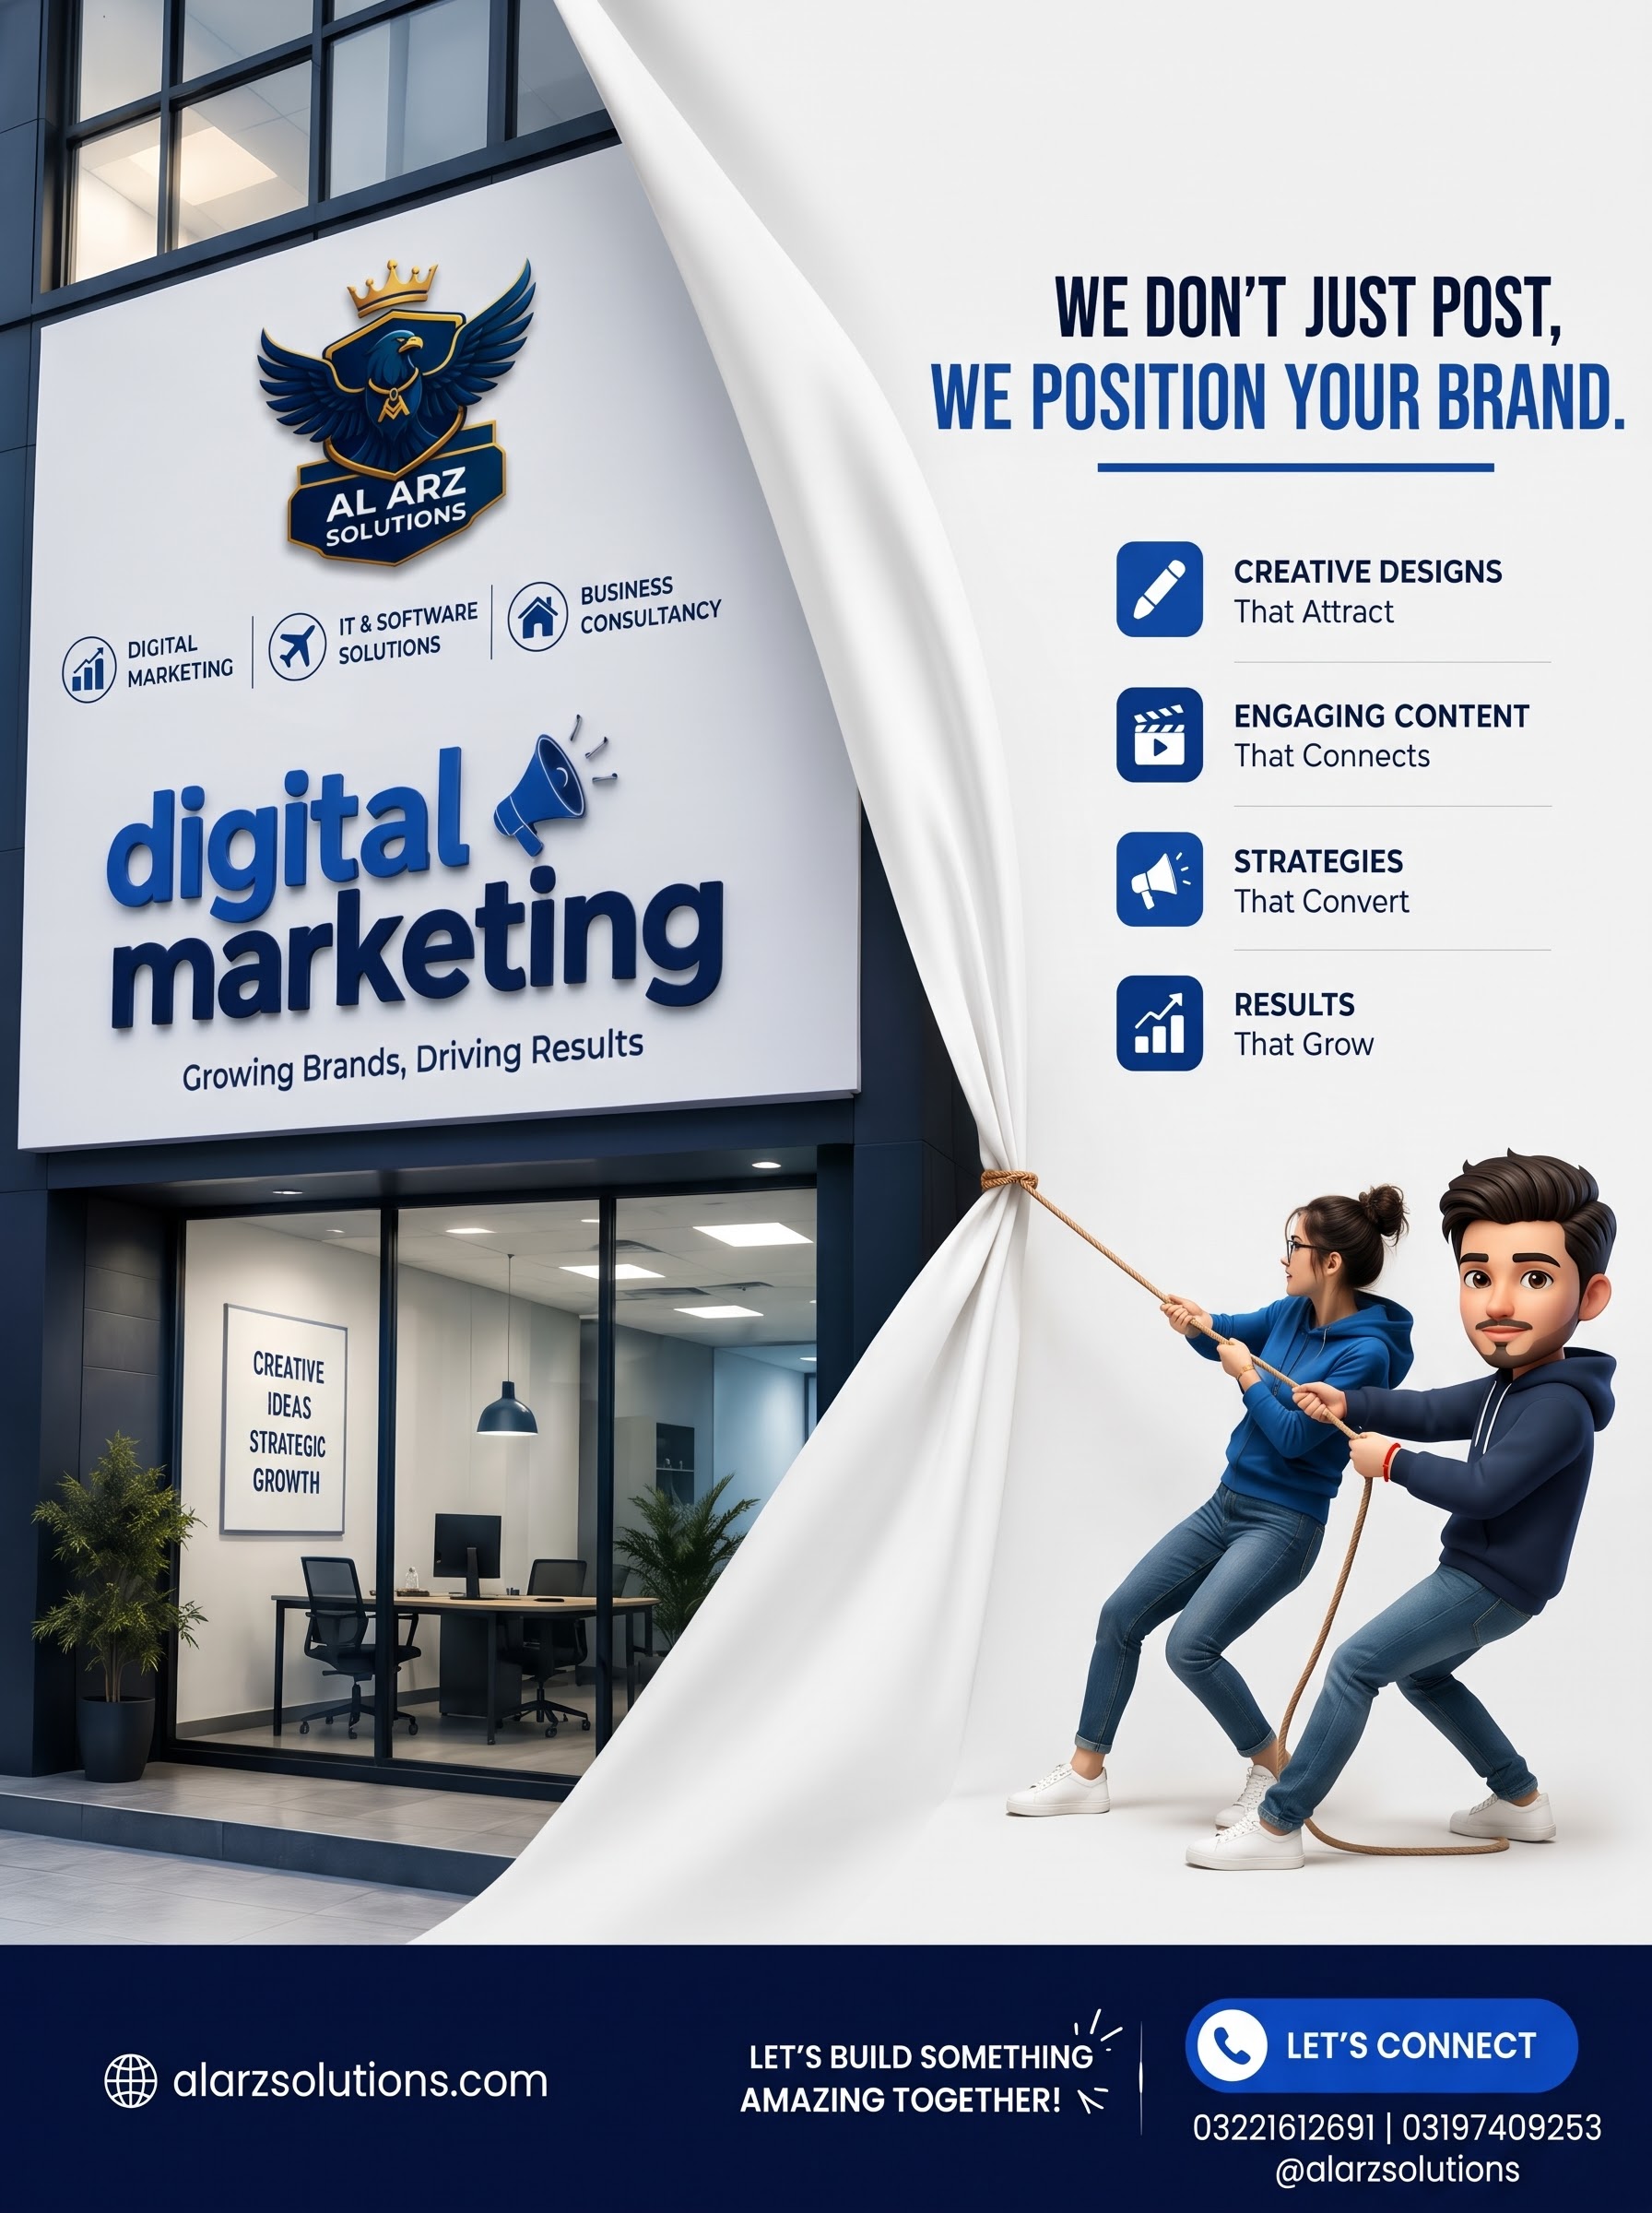 AL ARZ
SOLUTIONS
DIGITAL
MARKETING
IT & SOFTWARE
SOLUTIONS
BUSINESS
CONSULTANCY
digital
marketing
Growing Brands, Driving Results
CREATIVE
IDEAS
STRATEGIC
GROWTH
WE DON'T JUST POST,
WE POSITION YOUR BRAND.
CREATIVE DESIGNS
That Attract
ENGAGING CONTENT
That Connects
STRATEGIES
That Convert
RESULTS
That Grow
alarzsolutions.com
LET'S BUILD SOMETHING
AMAZING TOGETHER!
LET'S CONNECT
03221612691 | 03197409253
@alarzsolutions